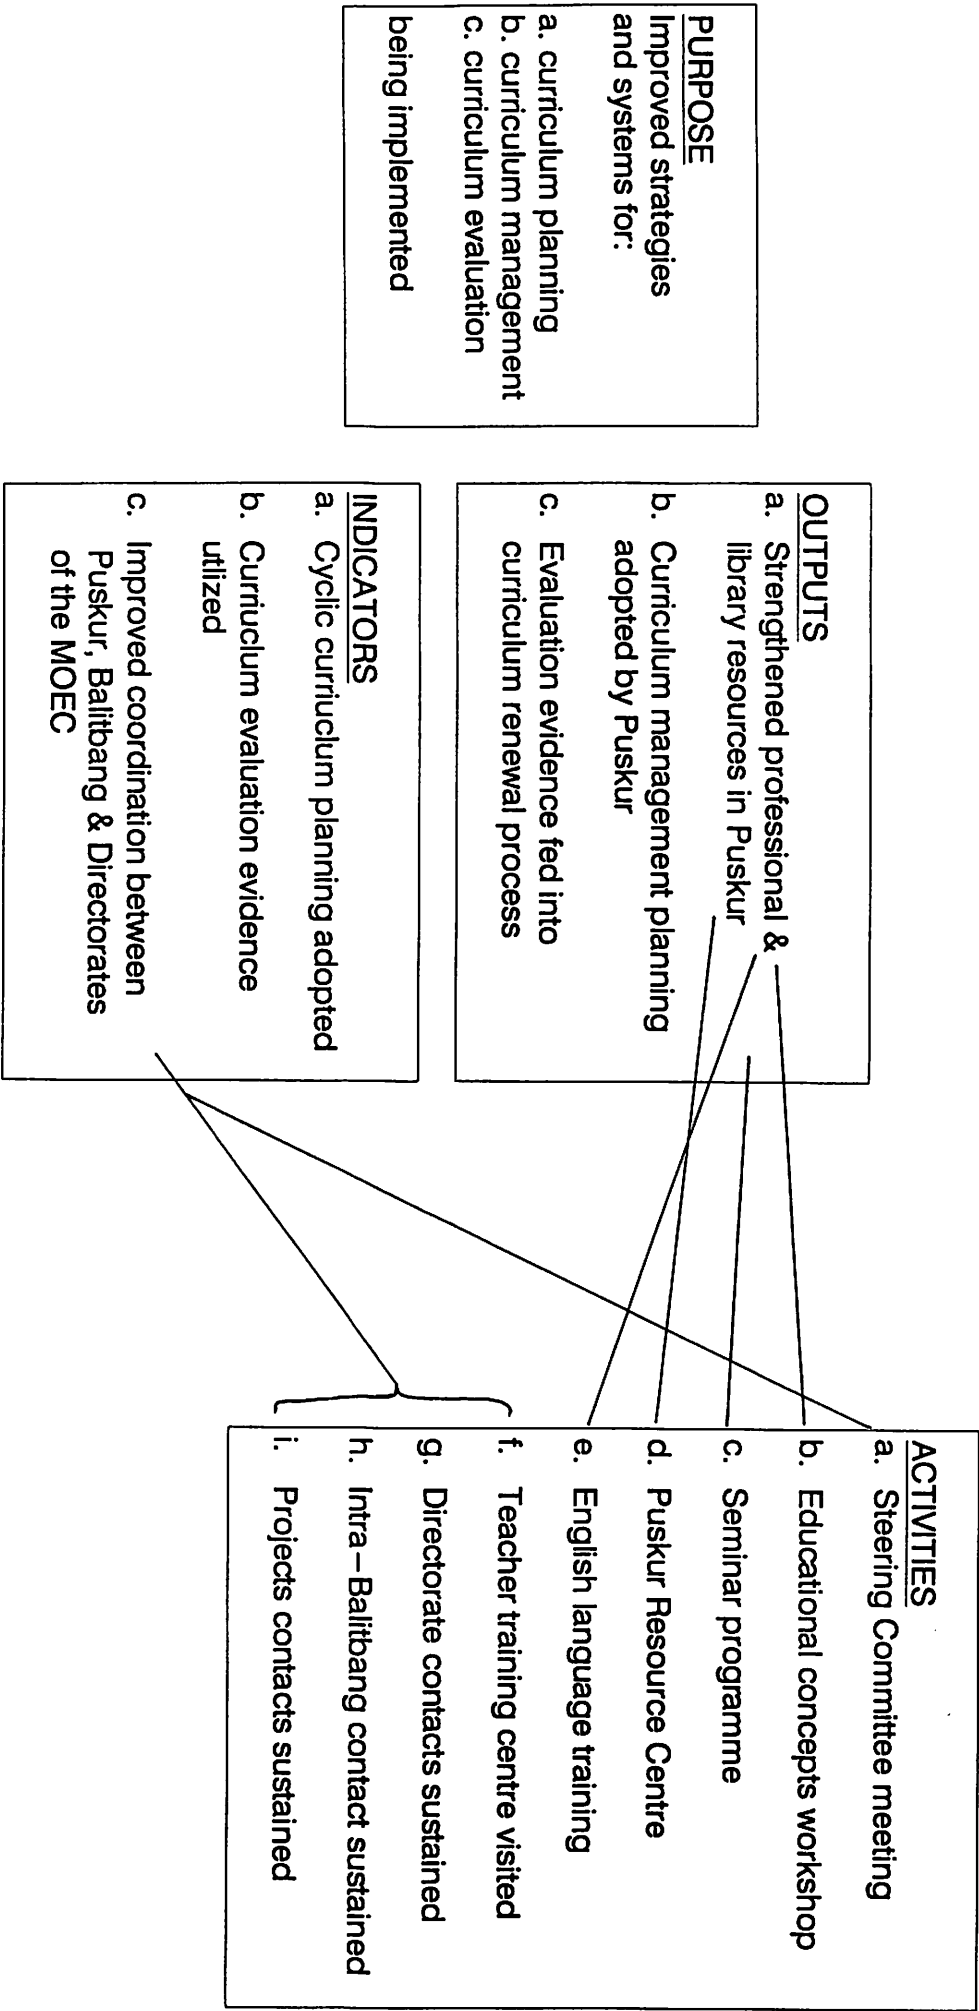 PURPOSE
Improved strategies
and systems for:
a. curriculum planning
b. curriculum management
c. curriculum evaluation
being implemented
OUTPUTS
a. Strengthened professional &
library resources in Puskur
b. Curriculum management planning
adopted by Puskur
c. Evaluation evidence fed into
curriculum renewal process
INDICATORS
a. Cyclic curriuclum planning adopted
b. Curriuclum evaluation evidence
utlized
c. Improved coordination between
Puskur, Balitbang & Directorates
of the MOEC
ACTIVITIES
a. Steering Committee meeting
b. Educational concepts workshop
c. Seminar programme
d. Puskur Resource Centre
e. English language training
f. Teacher training centre visited
g. Directorate contacts sustained
h. Intra–Balitbang contact sustained
i. Projects contacts sustained